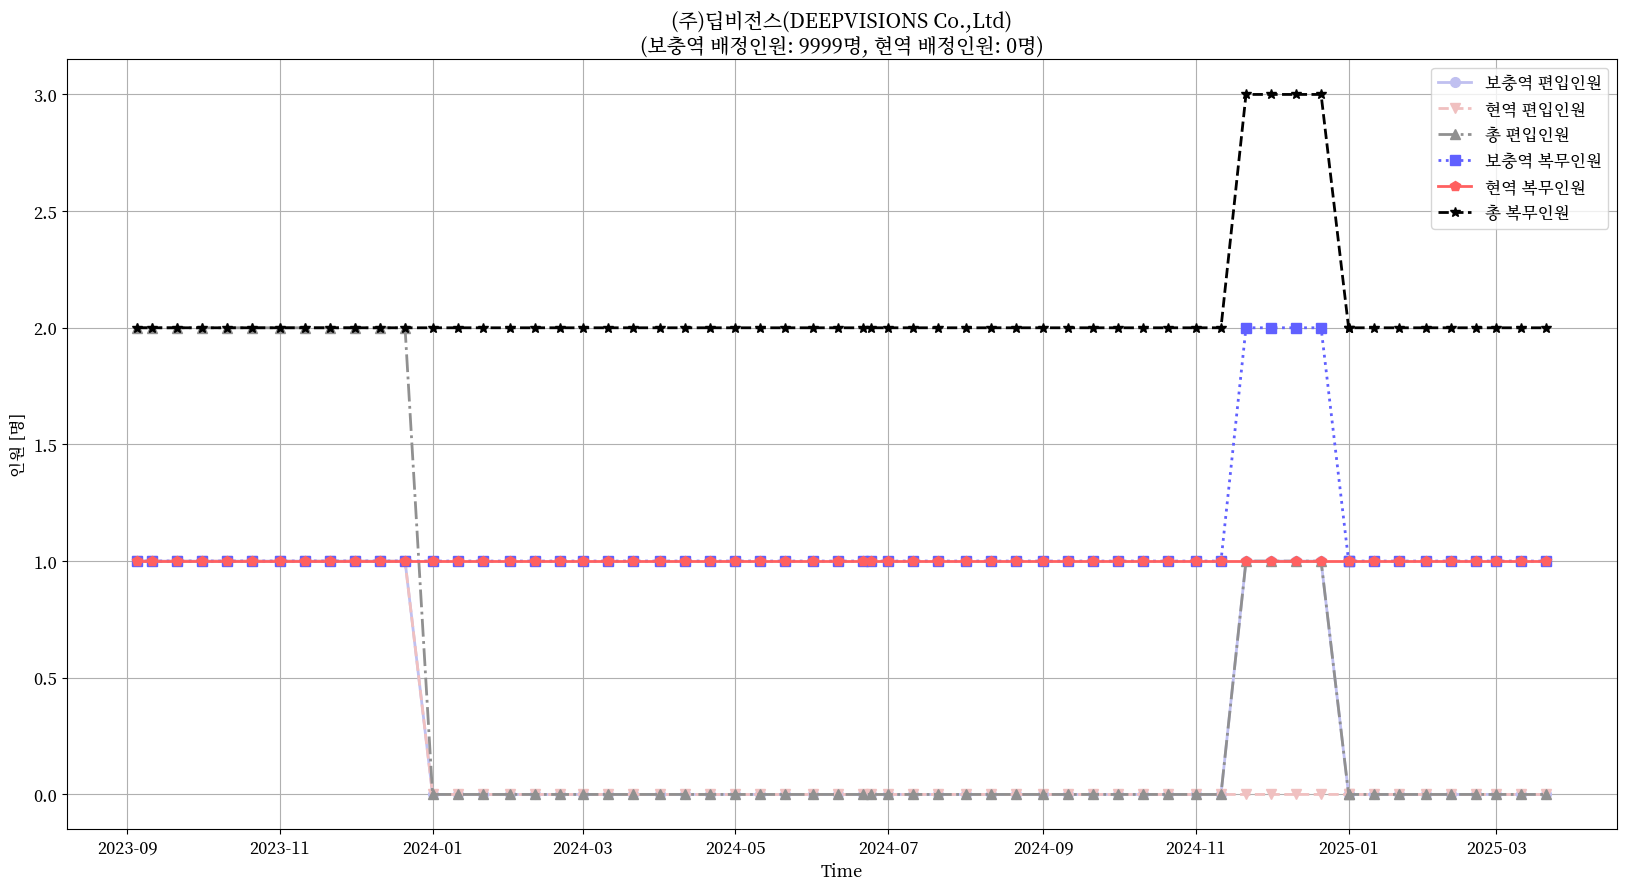 (주)딥비전스(DEEPVISIONS Co.,Ltd)
(보충역 배정인원: 9999명, 현역 배정인원: 0명)
보충역 편입인원
현역 편입인원
총 편입인원
보충역 복무인원
현역 복무인원
총 복무인원
인원 [명]
3.0
2.5
2.0
1.5
1.0
0.5
0.0
2023-09 2023-11 2024-01 2024-03 2024-05 2024-07 2024-09 2024-11 2025-01 2025-03
Time